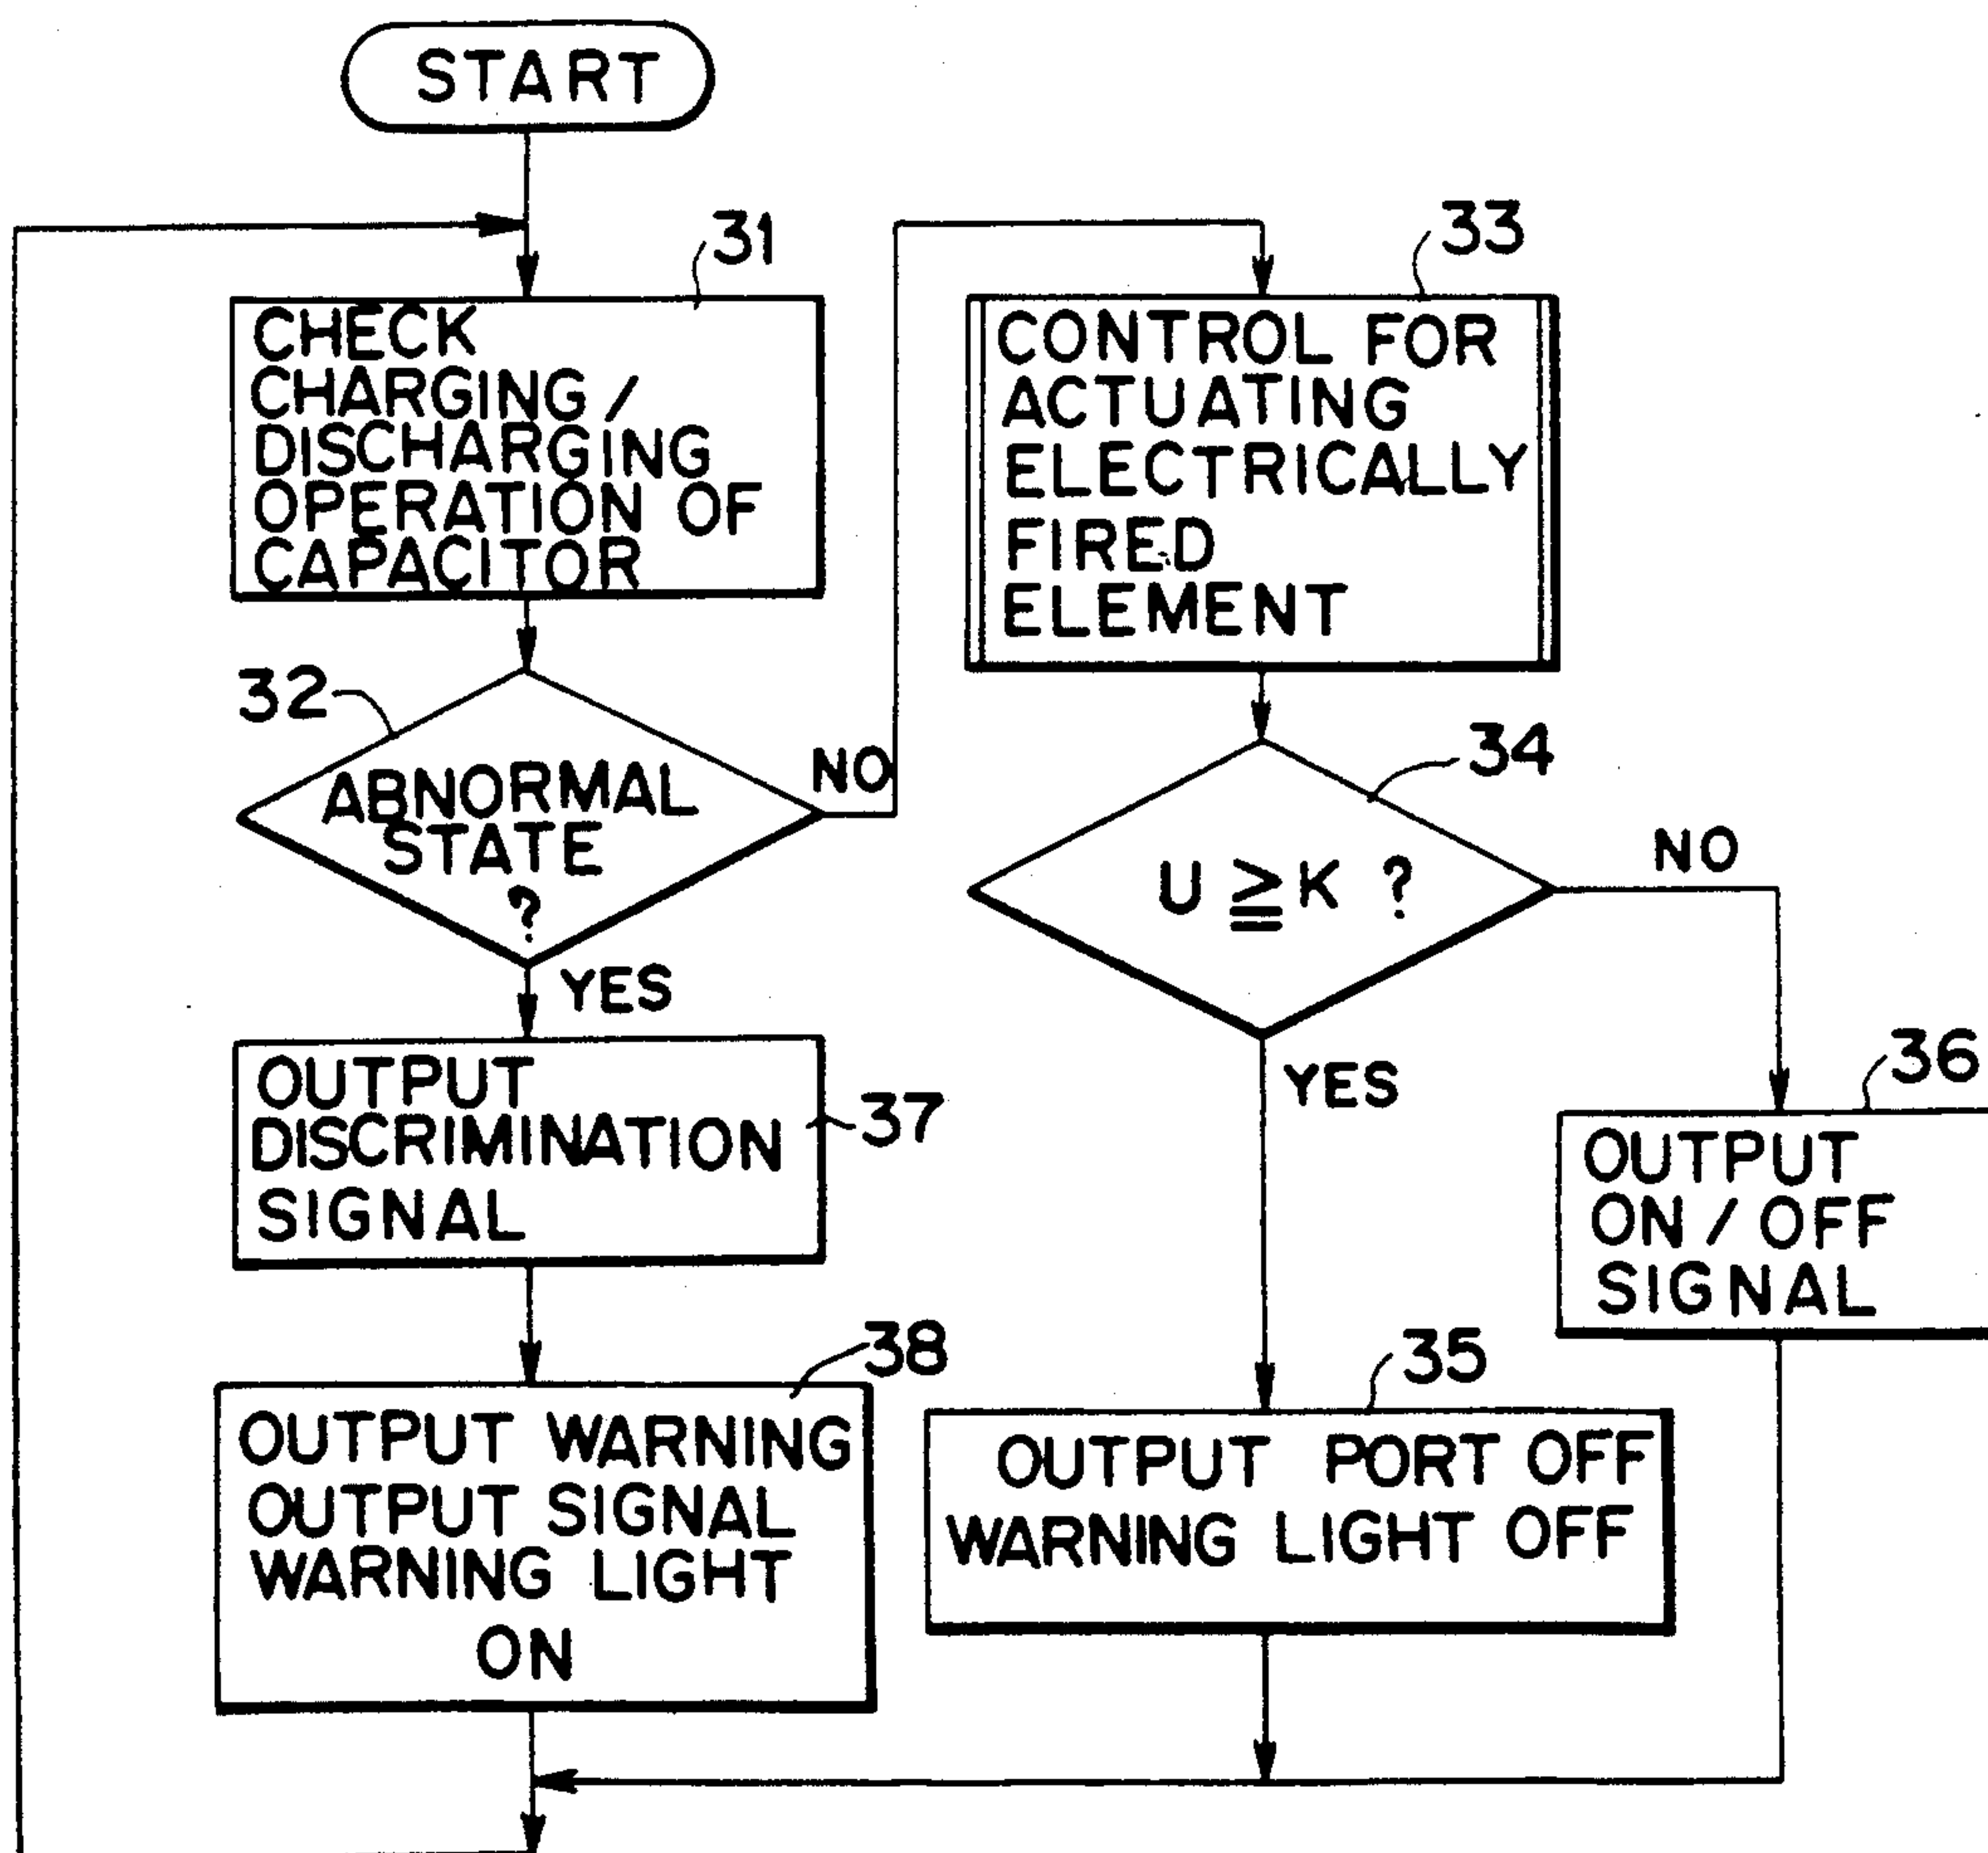 START
31
CHECK
CHARGING /
DISCHARGING
OPERATION OF
CAPACITOR
32
ABNORMAL
STATE
?
NO
YES
OUTPUT
DISCRIMINATION
SIGNAL
37
38
OUTPUT WARNING
OUTPUT SIGNAL
WARNING LIGHT
ON
33
CONTROL FOR
ACTUATING
ELECTRICALLY
FIRED
ELEMENT
34
U ≧ K ?
NO
YES
36
OUTPUT
ON / OFF
SIGNAL
35
OUTPUT PORT OFF
WARNING LIGHT OFF